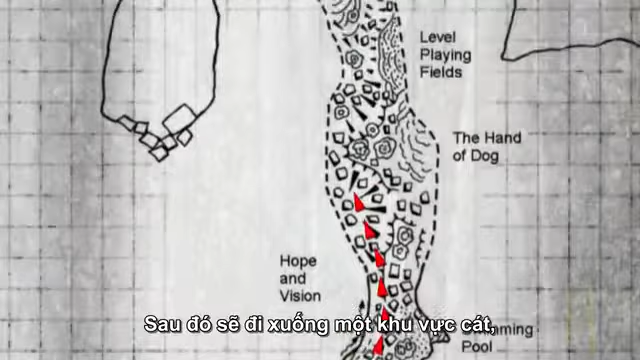 Level
Playing
Fields
The Hand
of Dog
Hope
and
Vision
Sau đó sẽ đi xuống một khu vực cát,
Pool